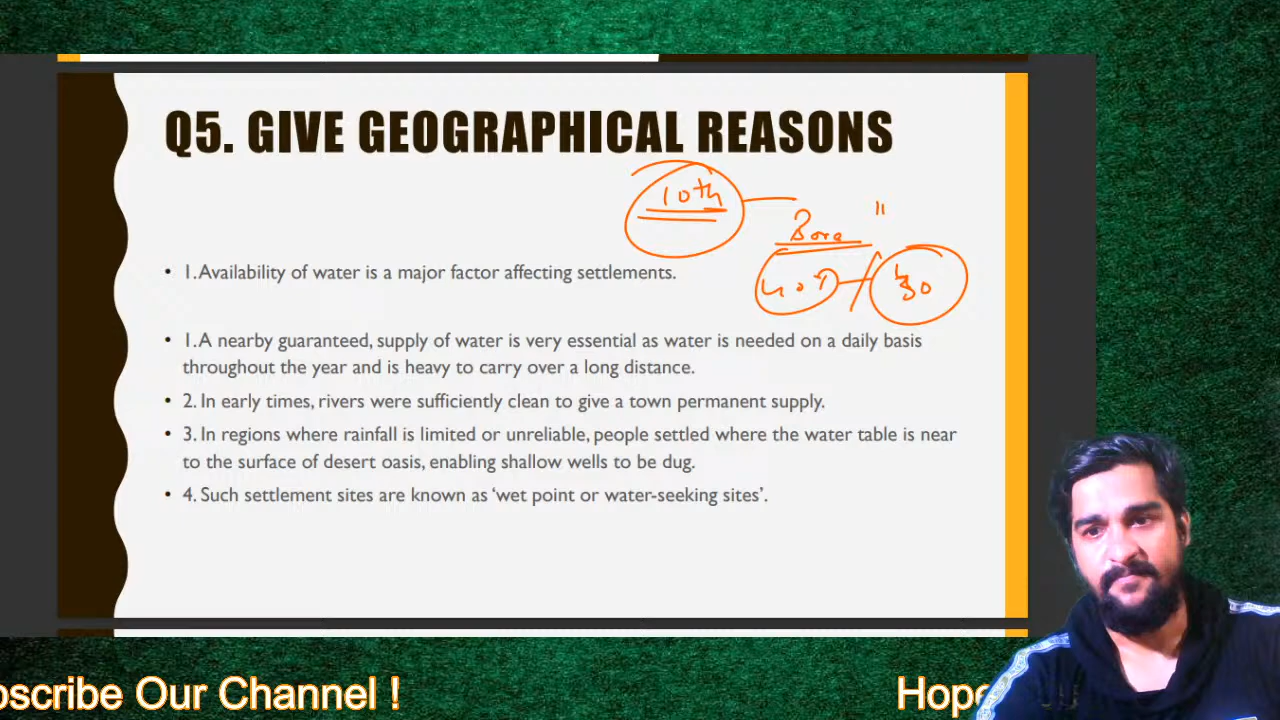 Q5. GIVE GEOGRAPHICAL REASONS
10th
• 1.Availability of water is a major factor affecting settlements.
• 1.A nearby guaranteed, supply of water is very essential as water is needed on a daily basis
throughout the year and is heavy to carry over a long distance.
• 2. In early times, rivers were sufficiently clean to give a town permanent supply.
• 3. In regions where rainfall is limited or unreliable, people settled where the water table is near
to the surface of desert oasis, enabling shallow wells to be dug.
• 4. Such settlement sites are known as ‘wet point or water-seeking sites’.
Our Channel !